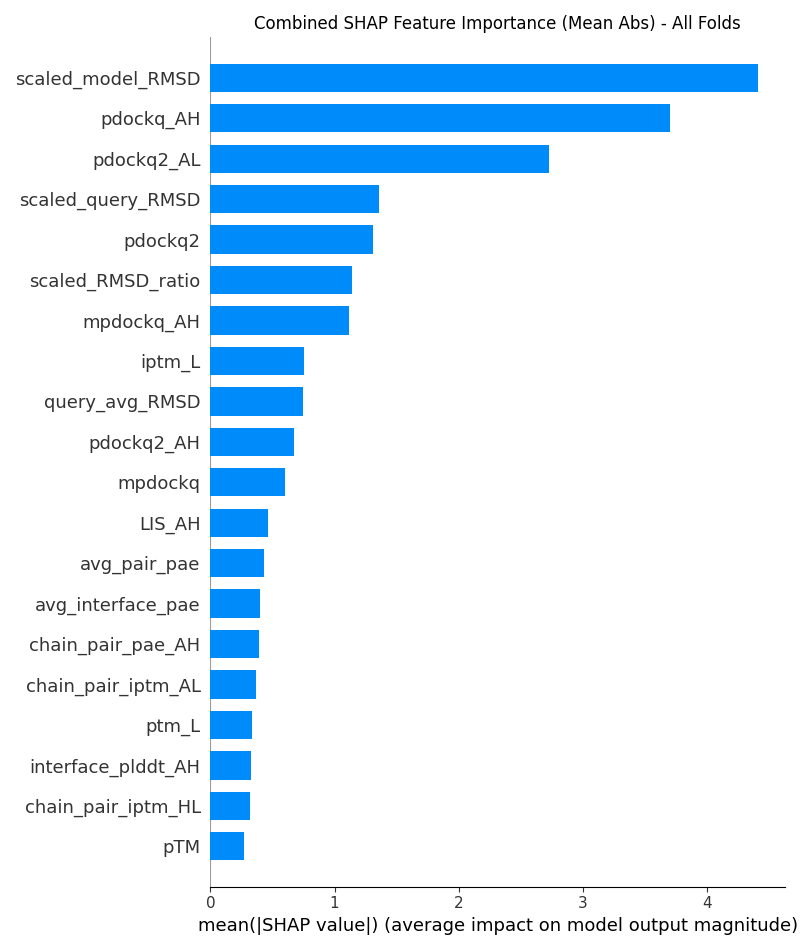 Combined SHAP Feature Importance (Mean Abs) - All Folds
scaled_model_RMSD
pdockq_AH
pdockq2_AL
scaled_query_RMSD
pdockq2
scaled_RMSD_ratio
mpdockq_AH
iptm_L
query_avg_RMSD
pdockq2_AH
mpdockq
LIS_AH
avg_pair_pae
avg_interface_pae
chain_pair_pae_AH
chain_pair_iptm_AL
ptm_L
interface_plddt_AH
chain_pair_iptm_HL
pTM
0 1 2 3 4
mean(|SHAP value|) (average impact on model output magnitude)